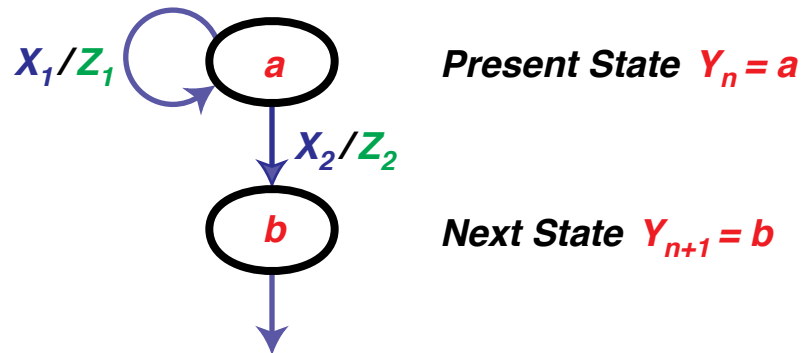 X₁/Z₁
a
Present State Yₙ = a
X₂/Z₂
b
Next State Yₙ₊₁ = b